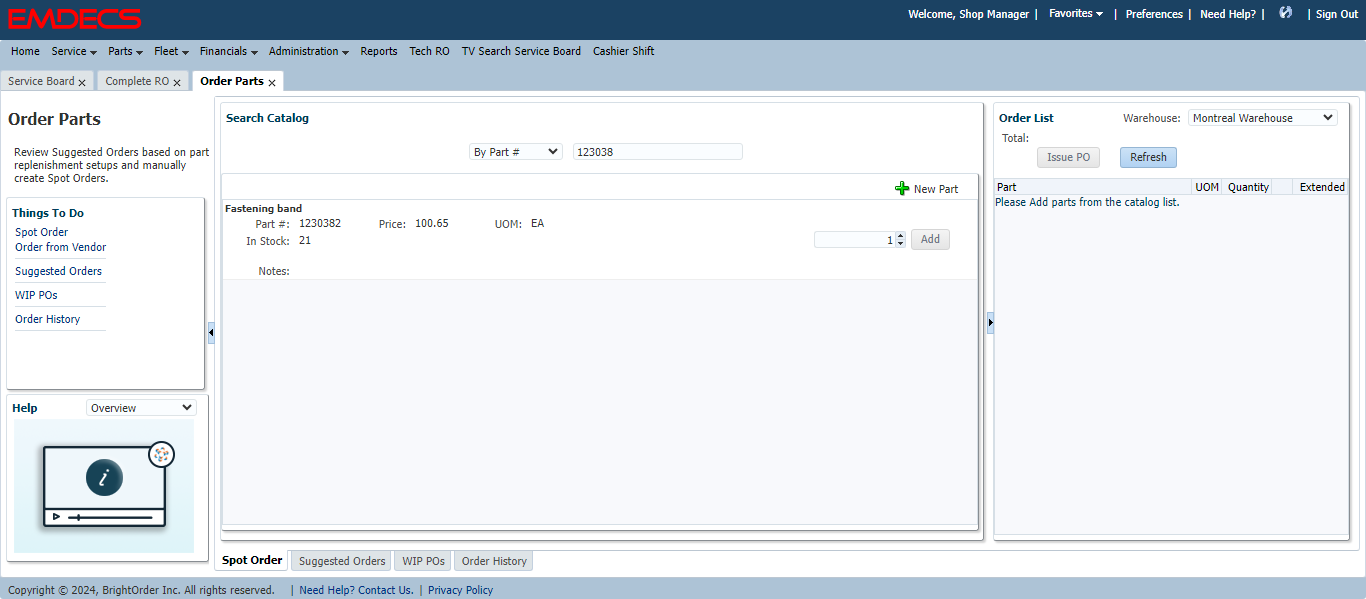 EMDECS
Welcome, Shop Manager | Favorites | Preferences | Need Help? | | Sign Out
Home Service Parts Fleet Financials Administration Reports Tech RO TV Search Service Board Cashier Shift
Service Board x Complete RO x Order Parts x
Order Parts
Review Suggested Orders based on part
replenishment setups and manually
create Spot Orders.
Things To Do
Spot Order
Order from Vendor
Suggested Orders
WIP POs
Order History
Help Overview
i
Search Catalog
By Part # 123038
New Part
Fastening band
Part #: 1230382 Price: 100.65 UOM: EA
In Stock: 21
1 Add
Notes:
Order List Warehouse: Montreal Warehouse
Total:
Issue PO Refresh
Part UOM Quantity Extended
Please Add parts from the catalog list.
Spot Order Suggested Orders WIP POs Order History
Copyright © 2024, BrightOrder Inc. All rights reserved. | Need Help? Contact Us. | Privacy Policy